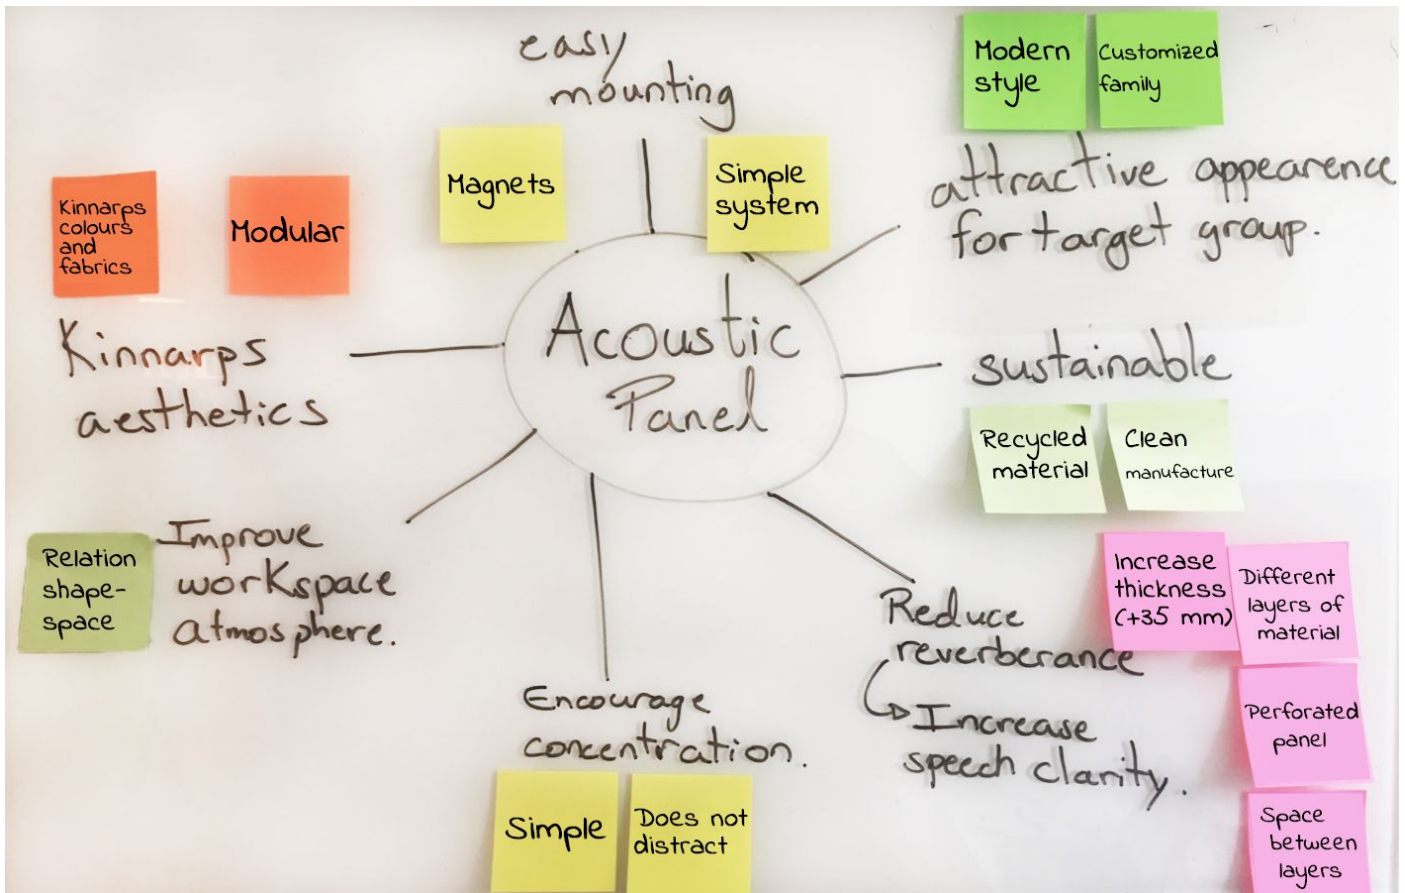 easy
mounting
Magnets
Simple
system
Modern
style
Customized
family
attractive appearence
for target group.
Kinnarps
colours
and
fabrics
Modular
Kinnarps
aesthetics
Acoustic
Panel
sustainable
Recycled
material
Clean
manufacture
Relation
shape-
space
Improve
workspace
atmosphere.
Encourage
concentration.
Simple
Does not
distract
Reduce
reverberance
Increase
speech clarity.
Increase
thickness
(+35 mm)
Different
layers of
material
Perforated
panel
Space
between
layers